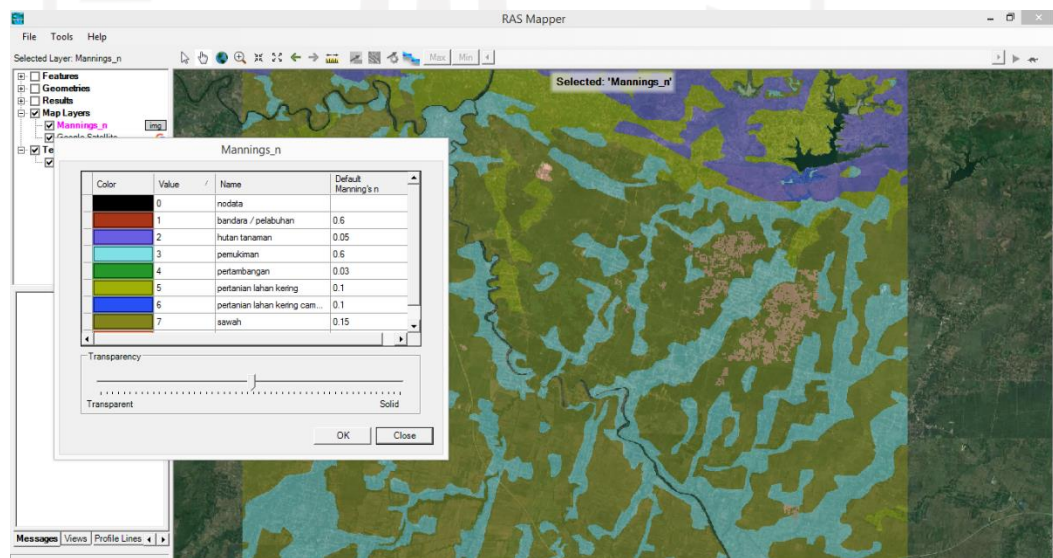 RAS Mapper
File Tools Help
Selected Layer: Mannings_n
Max Min
Features
Geometries
Results
Map Layers
Mannings_n img
Google Satellite
Te
Selected: 'Mannings_n'
Mannings_n
Color Value Name Default Manning's n
0 nodata
1 bandara / pelabuhan 0.6
2 hutan tanaman 0.05
3 pemukiman 0.6
4 pertambangan 0.03
5 pertanian lahan kering 0.1
6 pertanian lahan kering cam... 0.1
7 sawah 0.15
Transparency
Transparent Solid
OK Close
Messages Views Profile Lines